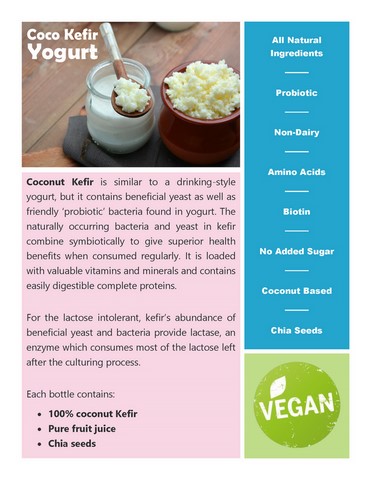 Coco Kefir
Yogurt
Coconut Kefir is similar to a drinking-style
yogurt, but it contains beneficial yeast as well as
friendly ‘probiotic’ bacteria found in yogurt. The
naturally occurring bacteria and yeast in kefir
combine symbiotically to give superior health
benefits when consumed regularly. It is loaded
with valuable vitamins and minerals and contains
easily digestible complete proteins.
For the lactose intolerant, kefir’s abundance of
beneficial yeast and bacteria provide lactase, an
enzyme which consumes most of the lactose left
after the culturing process.
Each bottle contains:
• 100% coconut Kefir
• Pure fruit juice
• Chia seeds
All Natural
Ingredients
Probiotic
Non-Dairy
Amino Acids
Biotin
No Added Sugar
Coconut Based
Chia Seeds
VEGAN